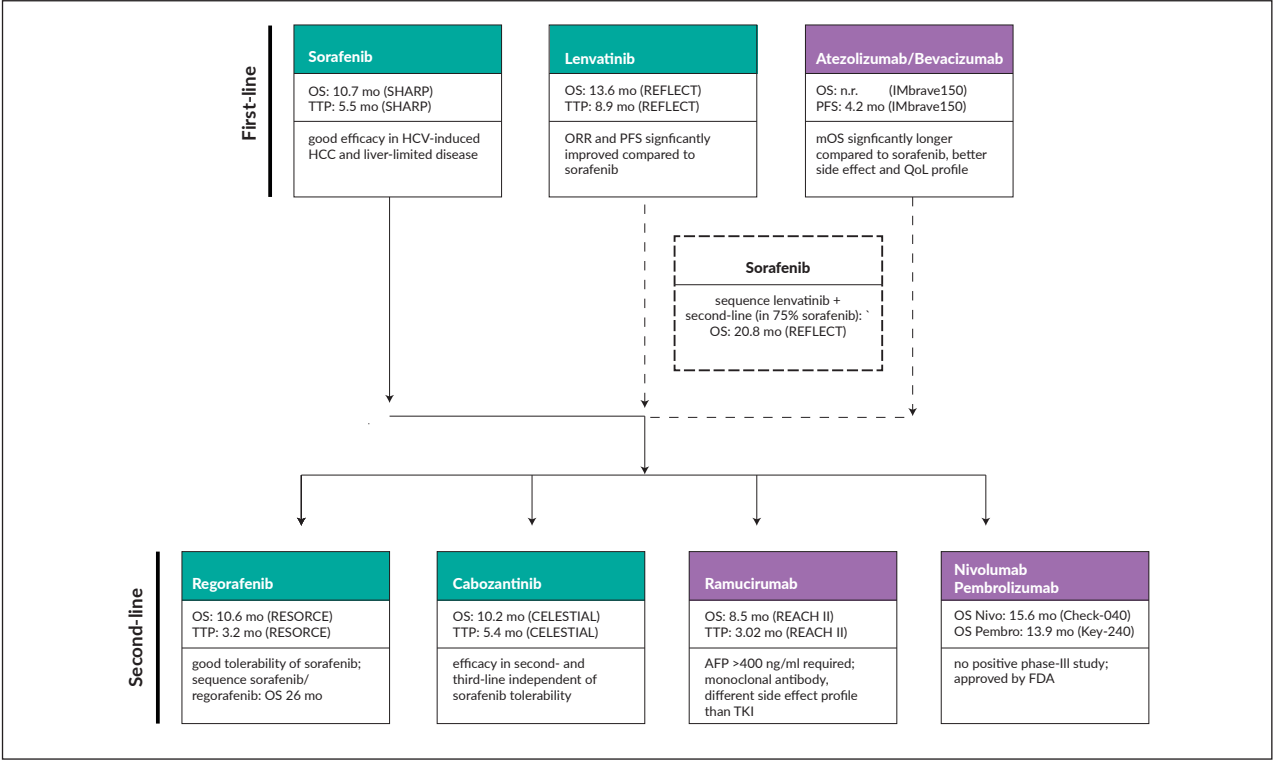 First-line
Sorafenib
OS: 10.7 mo (SHARP)
TTP: 5.5 mo (SHARP)
good efficacy in HCV-induced
HCC and liver-limited disease
Lenvatinib
OS: 13.6 mo (REFLECT)
TTP: 8.9 mo (REFLECT)
ORR and PFS signficantly
improved compared to
sorafenib
Atezolizumab/Bevacizumab
OS: n.r. (IMbrave150)
PFS: 4.2 mo (IMbrave150)
mOS signficantly longer
compared to sorafenib, better
side effect and QoL profile
Sorafenib
sequence lenvatinib +
second-line (in 75% sorafenib): `
OS: 20.8 mo (REFLECT)
Second-line
Regorafenib
OS: 10.6 mo (RESORCE)
TTP: 3.2 mo (RESORCE)
good tolerability of sorafenib;
sequence sorafenib/
regorafenib: OS 26 mo
Cabozantinib
OS: 10.2 mo (CELESTIAL)
TTP: 5.4 mo (CELESTIAL)
efficacy in second- and
third-line independent of
sorafenib tolerability
Ramucirumab
OS: 8.5 mo (REACH II)
TTP: 3.02 mo (REACH II)
AFP >400 ng/ml required;
monoclonal antibody,
different side effect profile
than TKI
Nivolumab
Pembrolizumab
OS Nivo: 15.6 mo (Check-040)
OS Pembro: 13.9 mo (Key-240)
no positive phase-III study;
approved by FDA